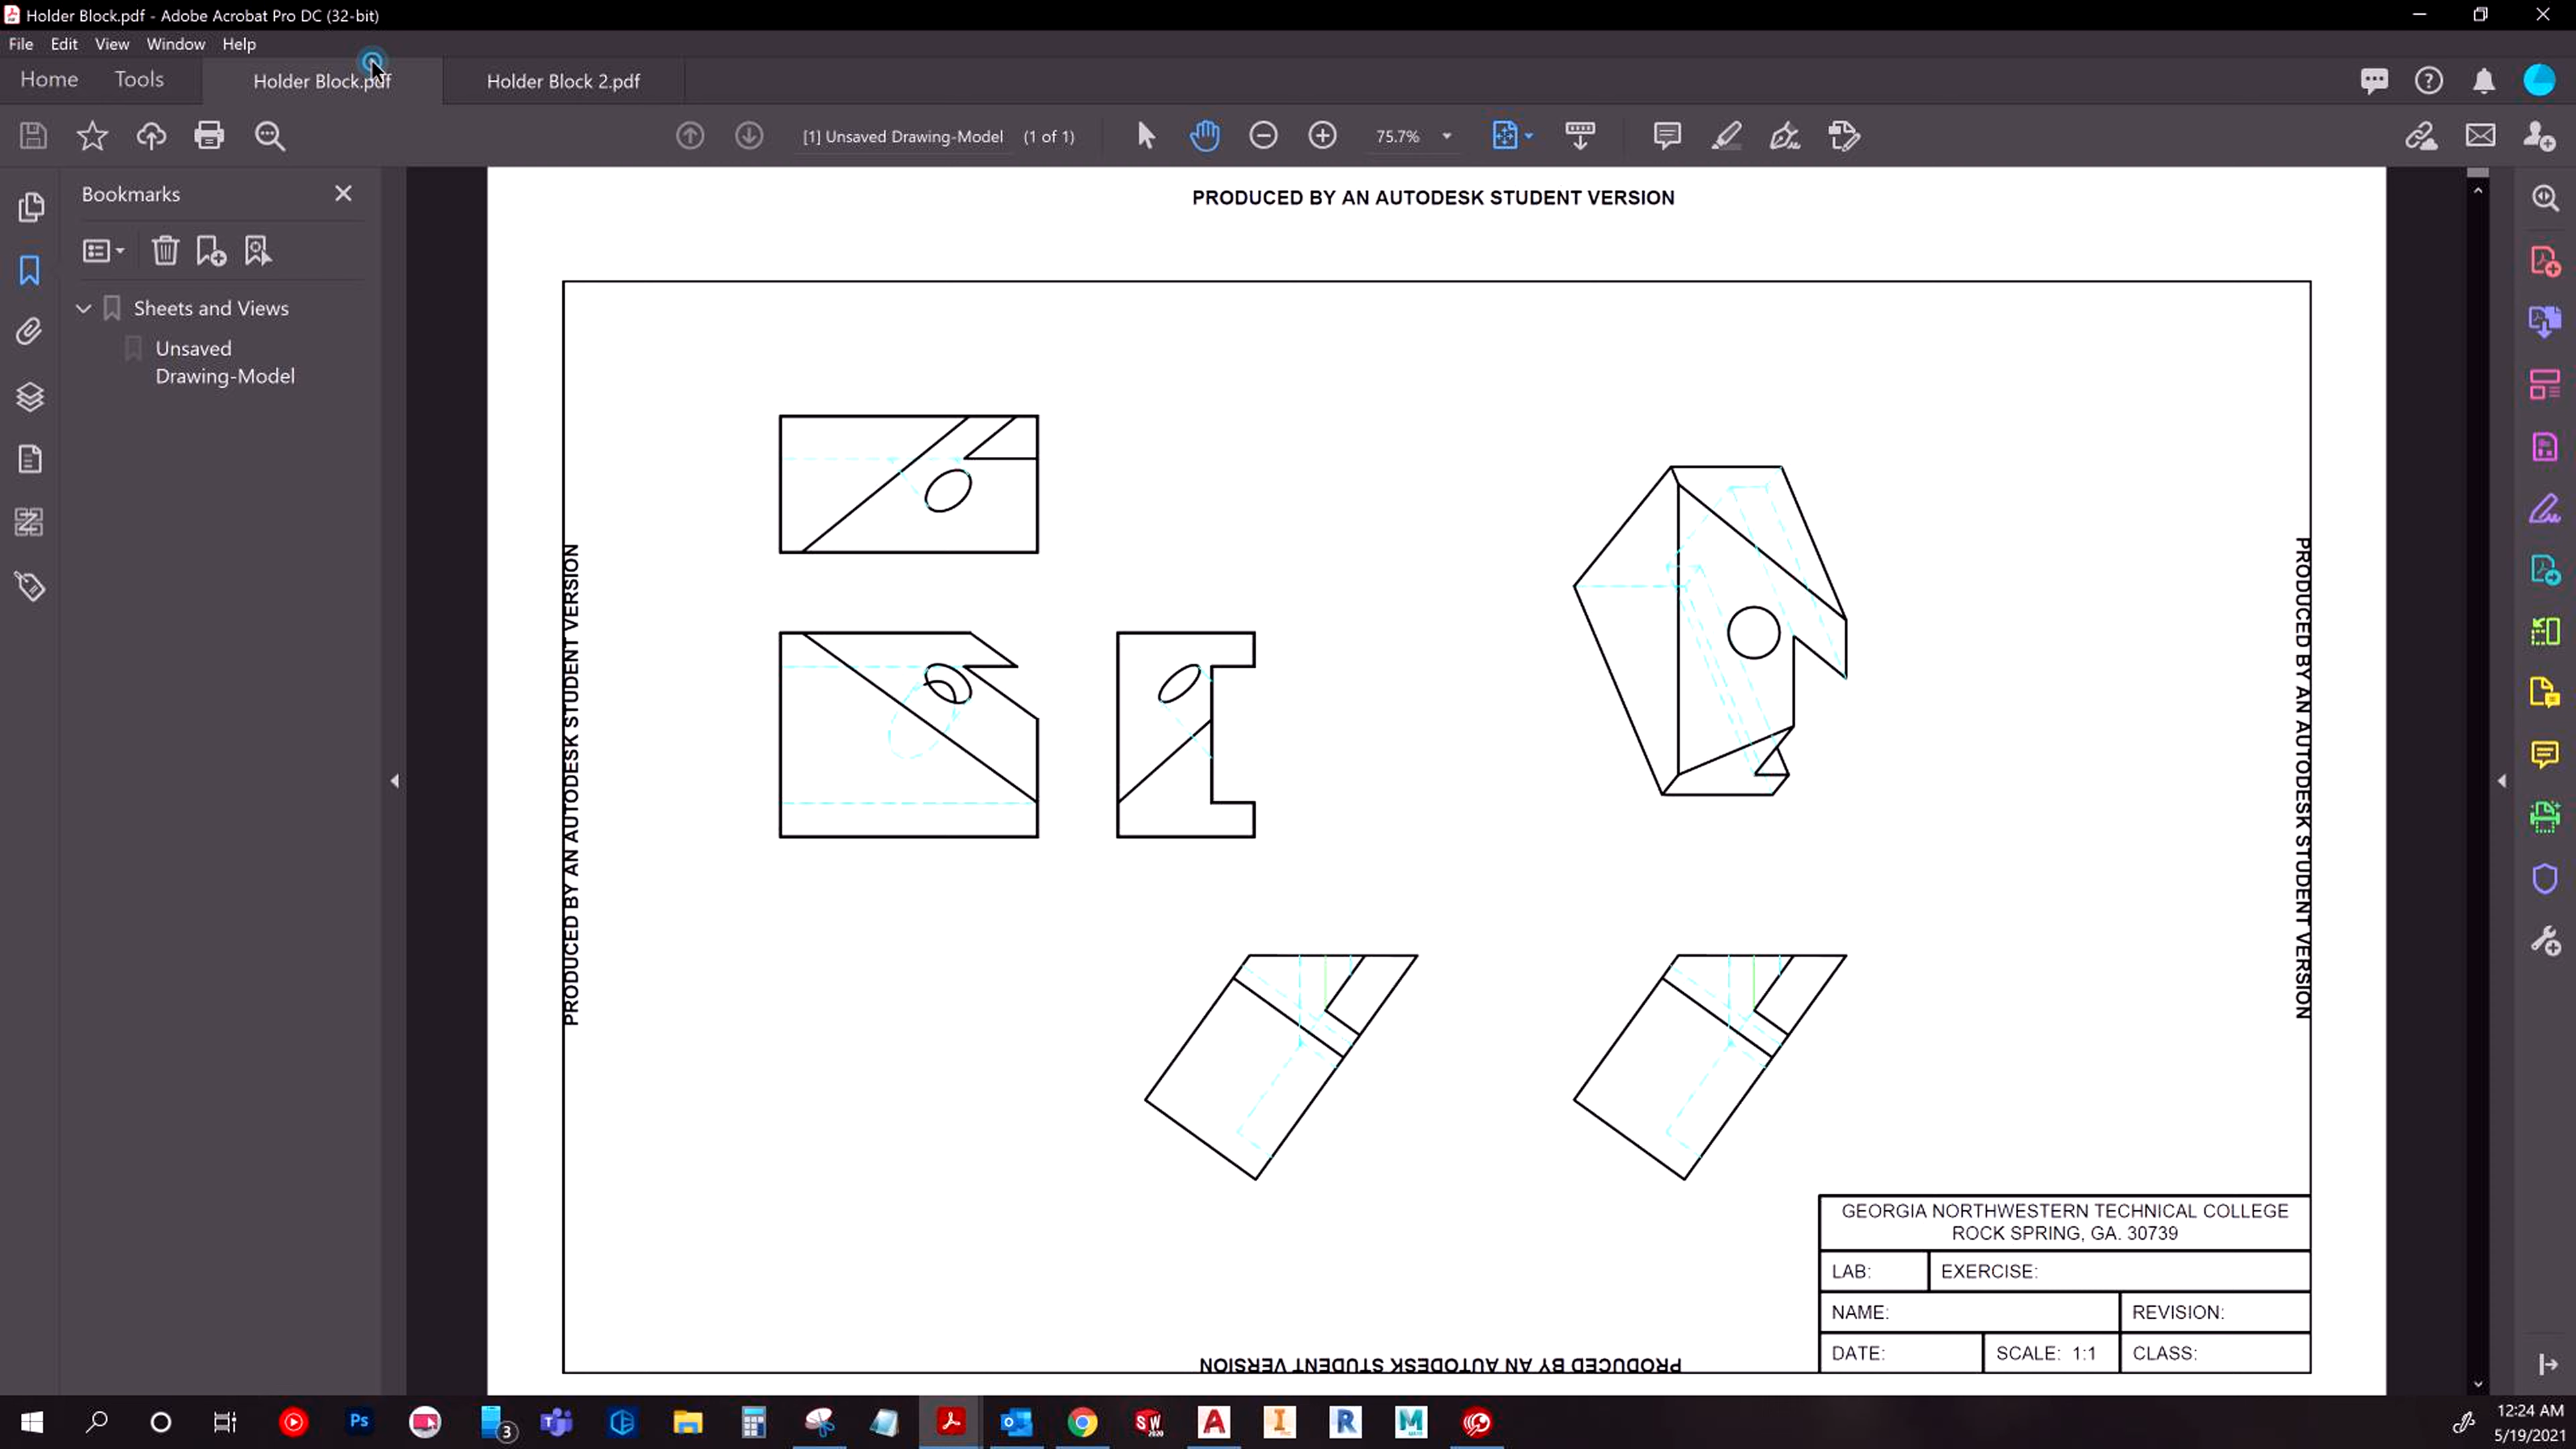 Holder Block.pdf - Adobe Acrobat Pro DC (32-bit)
File Edit View Window Help
Home Tools Holder Block.pdf Holder Block 2.pdf
[1] Unsaved Drawing-Model (1 of 1) 75.7%
Bookmarks
Sheets and Views
Unsaved
Drawing-Model
PRODUCED BY AN AUTODESK STUDENT VERSION
PRODUCED BY AN AUTODESK STUDENT VERSION
PRODUCED BY AN AUTODESK STUDENT VERSION
PRODUCED BY AN AUTODESK STUDENT VERSION
GEORGIA NORTHWESTERN TECHNICAL COLLEGE
ROCK SPRING, GA. 30739
LAB: EXERCISE:
NAME: REVISION:
DATE: SCALE: 1:1 CLASS:
Ps 3 SW 2020 A I R M
12:24 AM
5/19/2021